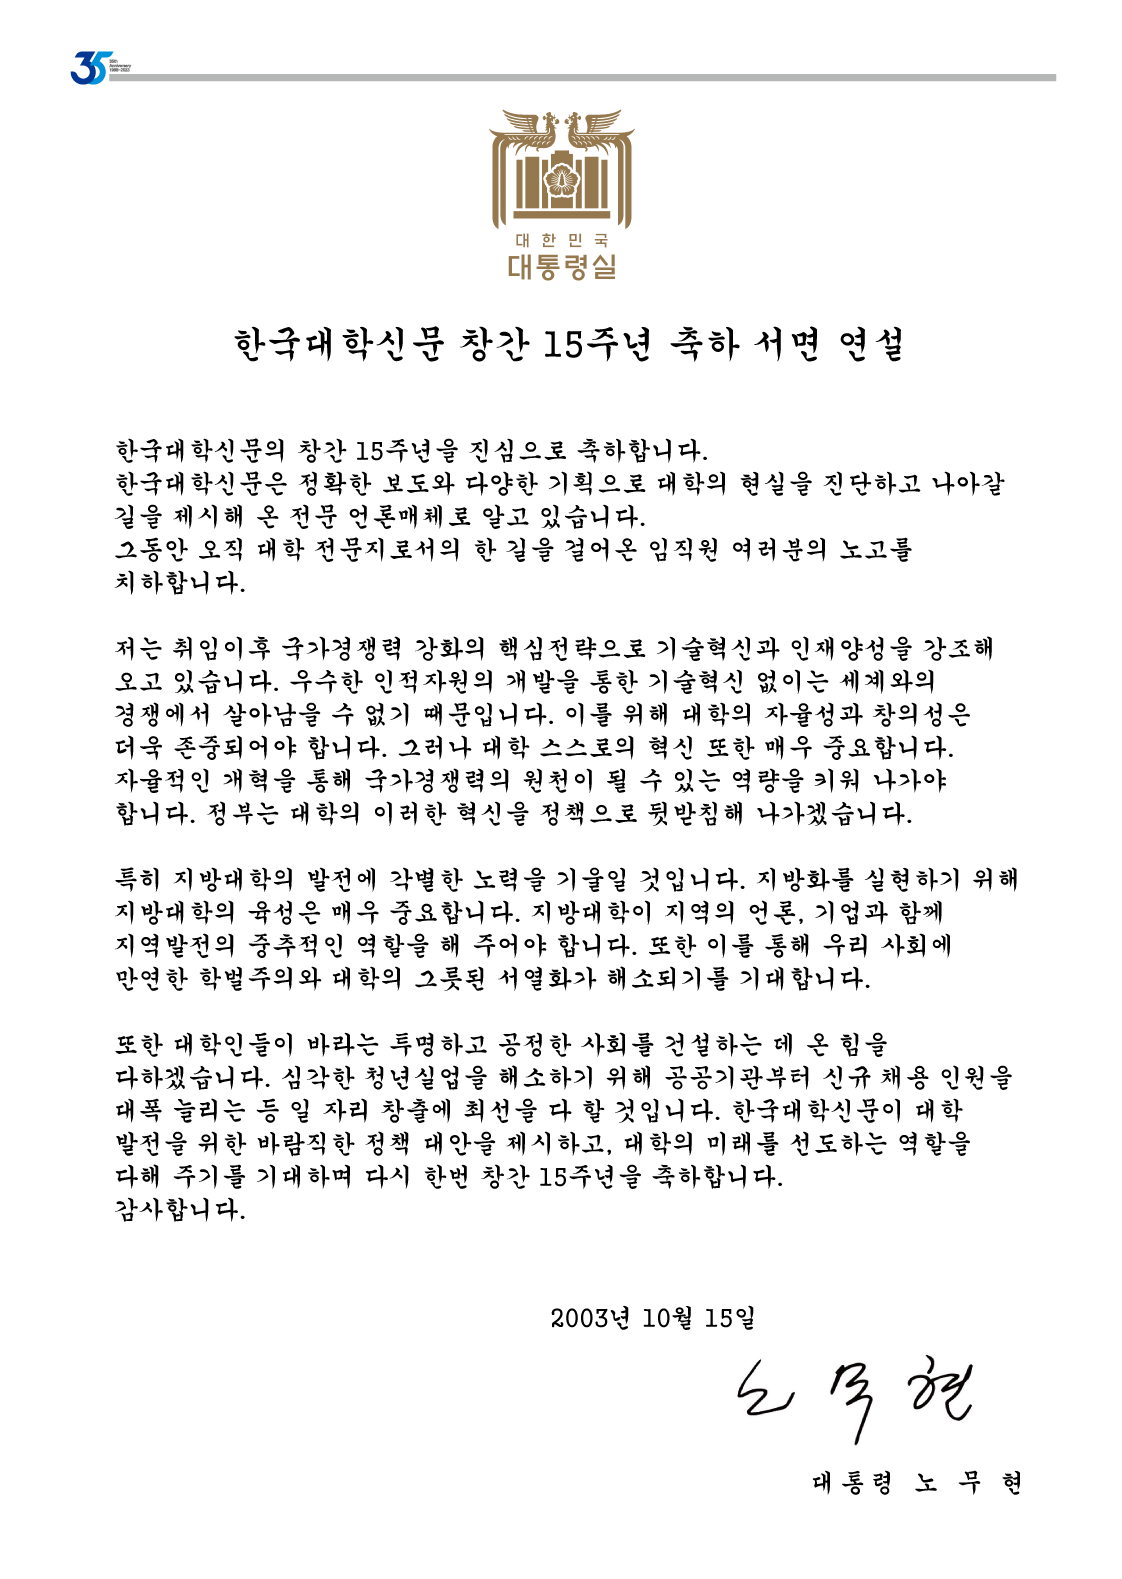 35
35th
Anniversary
1988-2023
대한민국
대통령실
한국대학신문 창간 15주년 축하 서면 연설
한국대학신문의 창간 15주년을 진심으로 축하합니다.
한국대학신문은 정확한 보도와 다양한 기획으로 대학의 현실을 진단하고 나아갈
길을 제시해 온 전문 언론매체로 알고 있습니다.
그동안 오직 대학 전문지로서의 한 길을 걸어온 임직원 여러분의 노고를
치하합니다.
저는 취임이후 국가경쟁력 강화의 핵심전략으로 기술혁신과 인재양성을 강조해
오고 있습니다. 우수한 인적자원의 개발을 통한 기술혁신 없이는 세계와의
경쟁에서 살아남을 수 없기 때문입니다. 이를 위해 대학의 자율성과 창의성은
더욱 존중되어야 합니다. 그러나 대학 스스로의 혁신 또한 매우 중요합니다.
자율적인 개혁을 통해 국가경쟁력의 원천이 될 수 있는 역량을 키워 나가야
합니다. 정부는 대학의 이러한 혁신을 정책으로 뒷받침해 나가겠습니다.
특히 지방대학의 발전에 각별한 노력을 기울일 것입니다. 지방화를 실현하기 위해
지방대학의 육성은 매우 중요합니다. 지방대학이 지역의 언론, 기업과 함께
지역발전의 중추적인 역할을 해 주어야 합니다. 또한 이를 통해 우리 사회에
만연한 학벌주의와 대학의 그릇된 서열화가 해소되기를 기대합니다.
또한 대학인들이 바라는 투명하고 공정한 사회를 건설하는 데 온 힘을
다하겠습니다. 심각한 청년실업을 해소하기 위해 공공기관부터 신규 채용 인원을
대폭 늘리는 등 일 자리 창출에 최선을 다 할 것입니다. 한국대학신문이 대학
발전을 위한 바람직한 정책 대안을 제시하고, 대학의 미래를 선도하는 역할을
다해 주기를 기대하며 다시 한번 창간 15주년을 축하합니다.
감사합니다.
2003년 10월 15일
노무현
대통령 노 무 현